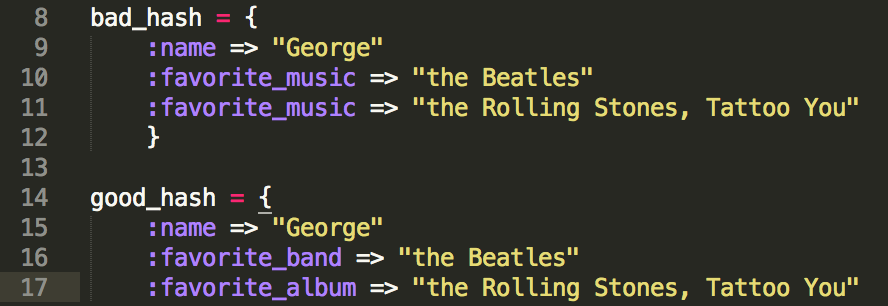 8 bad_hash = {
9 :name => "George"
10 :favorite_music => "the Beatles"
11 :favorite_music => "the Rolling Stones, Tattoo You"
12 }
13
14 good_hash = {
15 :name => "George"
16 :favorite_band => "the Beatles"
17 :favorite_album => "the Rolling Stones, Tattoo You"